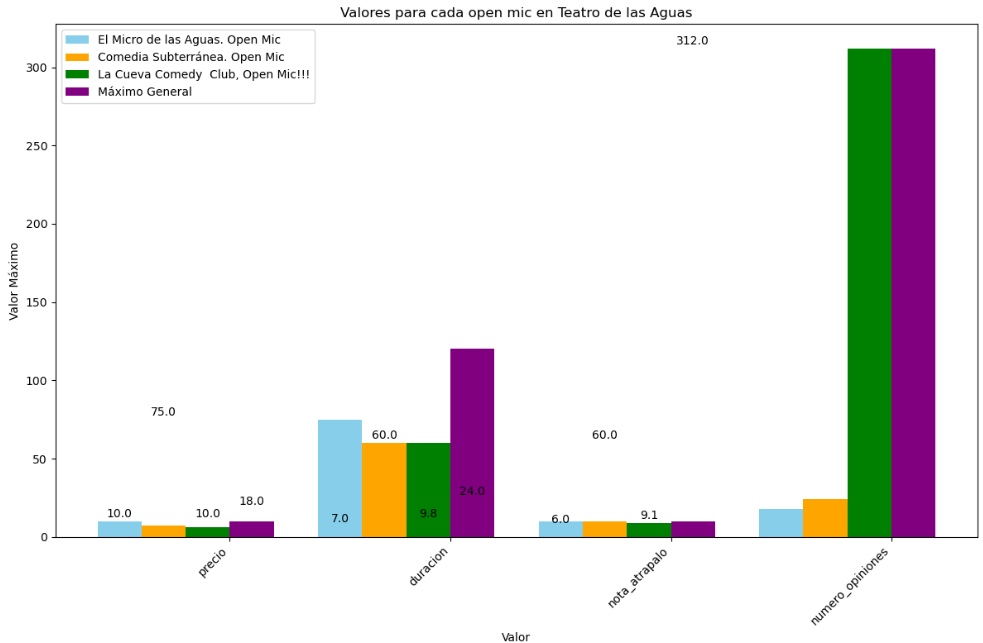 Valores para cada open mic en Teatro de las Aguas
El Micro de las Aguas. Open Mic
Comedia Subterránea. Open Mic
La Cueva Comedy  Club, Open Mic!!!
Máximo General
312.0
300
250
200
150
100
50
0
Valor Máximo
75.0
60.0
60.0
10.0
10.0
18.0
7.0
9.8
24.0
6.0
9.1
precio
duracion
nota_atrapalo
numero_opiniones
Valor